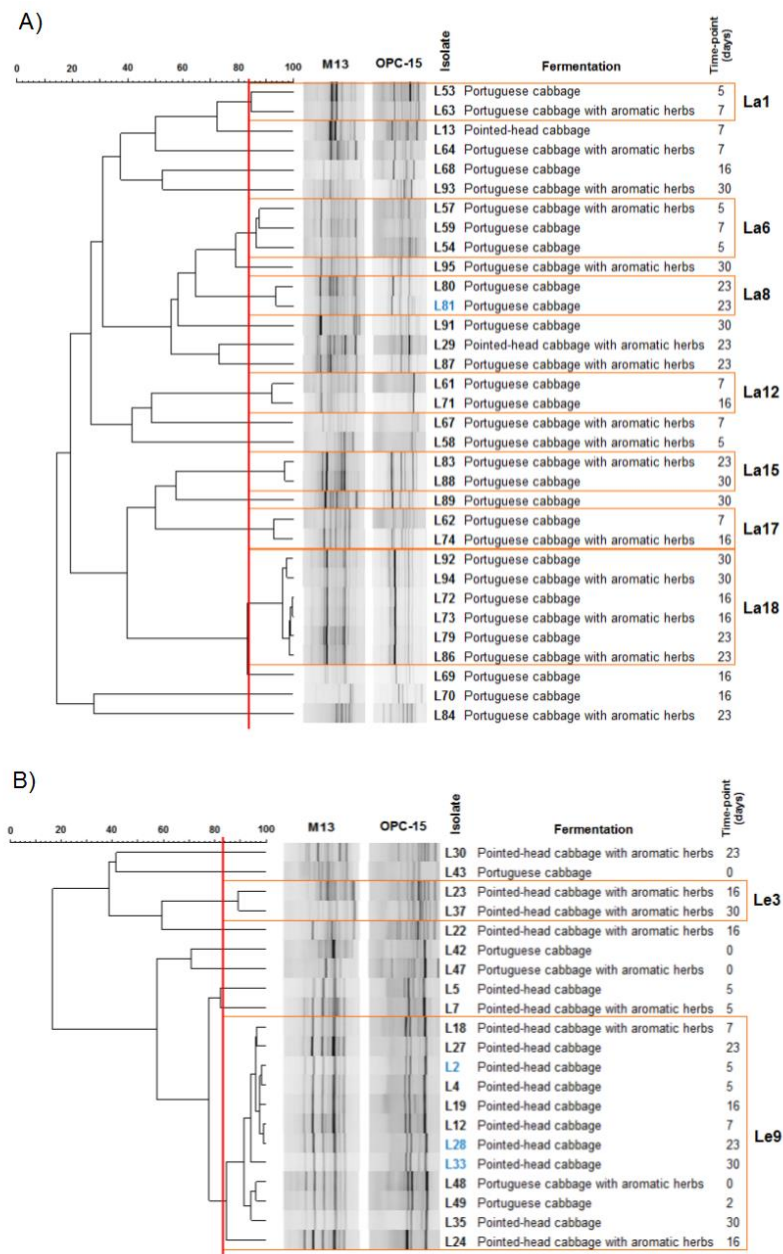 A)
M13 OPC-15 Isolate Fermentation Time-point (days)
0 20 40 60 80 100
L53 Portuguese cabbage 5
La1
L63 Portuguese cabbage with aromatic herbs 7
L13 Pointed-head cabbage 7
L64 Portuguese cabbage with aromatic herbs 7
L68 Portuguese cabbage 16
L93 Portuguese cabbage with aromatic herbs 30
L57 Portuguese cabbage with aromatic herbs 5
L59 Portuguese cabbage 7 La6
L54 Portuguese cabbage 5
L95 Portuguese cabbage with aromatic herbs 30
L80 Portuguese cabbage 23
La8
L81 Portuguese cabbage 23
L91 Portuguese cabbage 30
L29 Pointed-head cabbage with aromatic herbs 23
L87 Portuguese cabbage with aromatic herbs 23
L61 Portuguese cabbage 7
La12
L71 Portuguese cabbage 16
L67 Portuguese cabbage with aromatic herbs 7
L58 Portuguese cabbage 5
L83 Portuguese cabbage with aromatic herbs 23
La15
L88 Portuguese cabbage 30
L89 Portuguese cabbage 30
L62 Portuguese cabbage 7
La17
L74 Portuguese cabbage with aromatic herbs 16
L92 Portuguese cabbage 30
L94 Portuguese cabbage with aromatic herbs 30
L72 Portuguese cabbage 16
La18
L73 Portuguese cabbage with aromatic herbs 16
L79 Portuguese cabbage 23
L86 Portuguese cabbage with aromatic herbs 23
L69 Portuguese cabbage 16
L70 Portuguese cabbage 16
L84 Portuguese cabbage with aromatic herbs 23
B)
M13 OPC-15 Isolate Fermentation Time-point (days)
0 20 40 60 80 100
L30 Pointed-head cabbage with aromatic herbs 23
L43 Portuguese cabbage 0
L23 Pointed-head cabbage with aromatic herbs 16
Le3
L37 Pointed-head cabbage with aromatic herbs 30
L22 Pointed-head cabbage with aromatic herbs 16
L42 Portuguese cabbage 0
L47 Portuguese cabbage with aromatic herbs 0
L5 Pointed-head cabbage 5
L7 Pointed-head cabbage with aromatic herbs 5
L18 Pointed-head cabbage with aromatic herbs 7
L27 Pointed-head cabbage 23
L2 Pointed-head cabbage 5
L4 Pointed-head cabbage 5
L19 Pointed-head cabbage 16
L12 Pointed-head cabbage 7 Le9
L28 Pointed-head cabbage 23
L33 Pointed-head cabbage 30
L48 Portuguese cabbage with aromatic herbs 0
L49 Portuguese cabbage 2
L35 Pointed-head cabbage 30
L24 Pointed-head cabbage with aromatic herbs 16